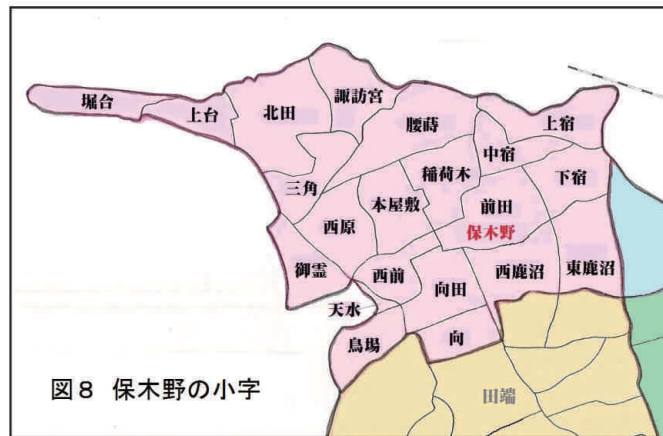 堀合
上台
北田
諏訪宮
腰蒔
上宿
中宿
稲荷木
下宿
三角
本屋敷
前田
西原
保木野
御霊
西前
西鹿沼
東鹿沼
向田
天水
鳥場
向
図8 保木野の小字
田端